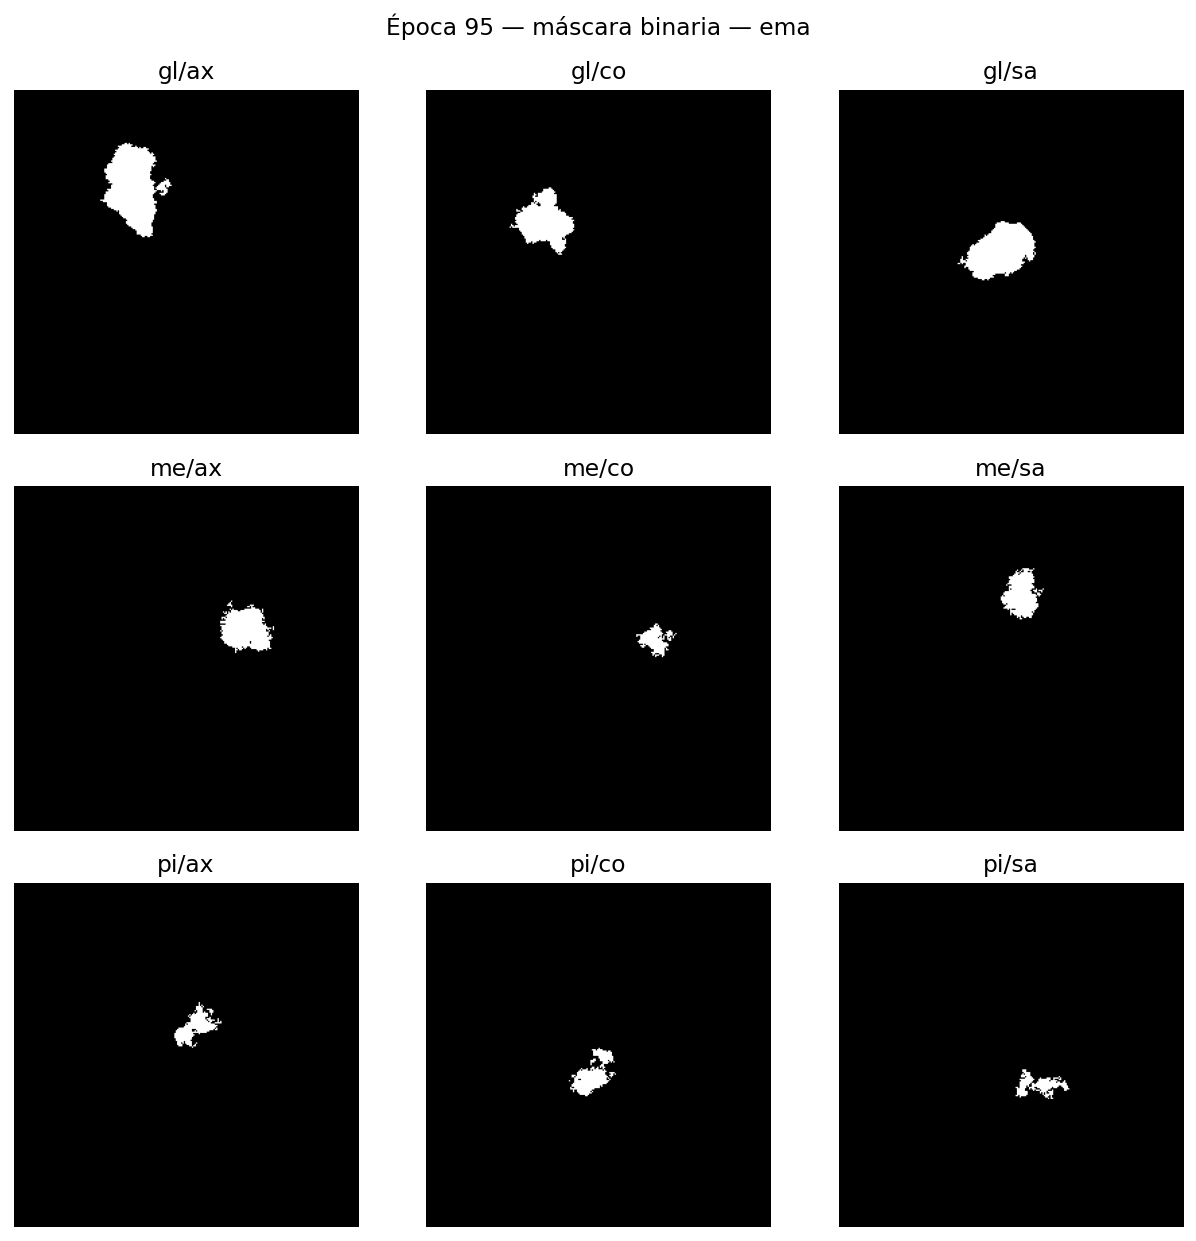 Época 95 — máscara binaria — ema
gl/ax
gl/co
gl/sa
me/ax
me/co
me/sa
pi/ax
pi/co
pi/sa